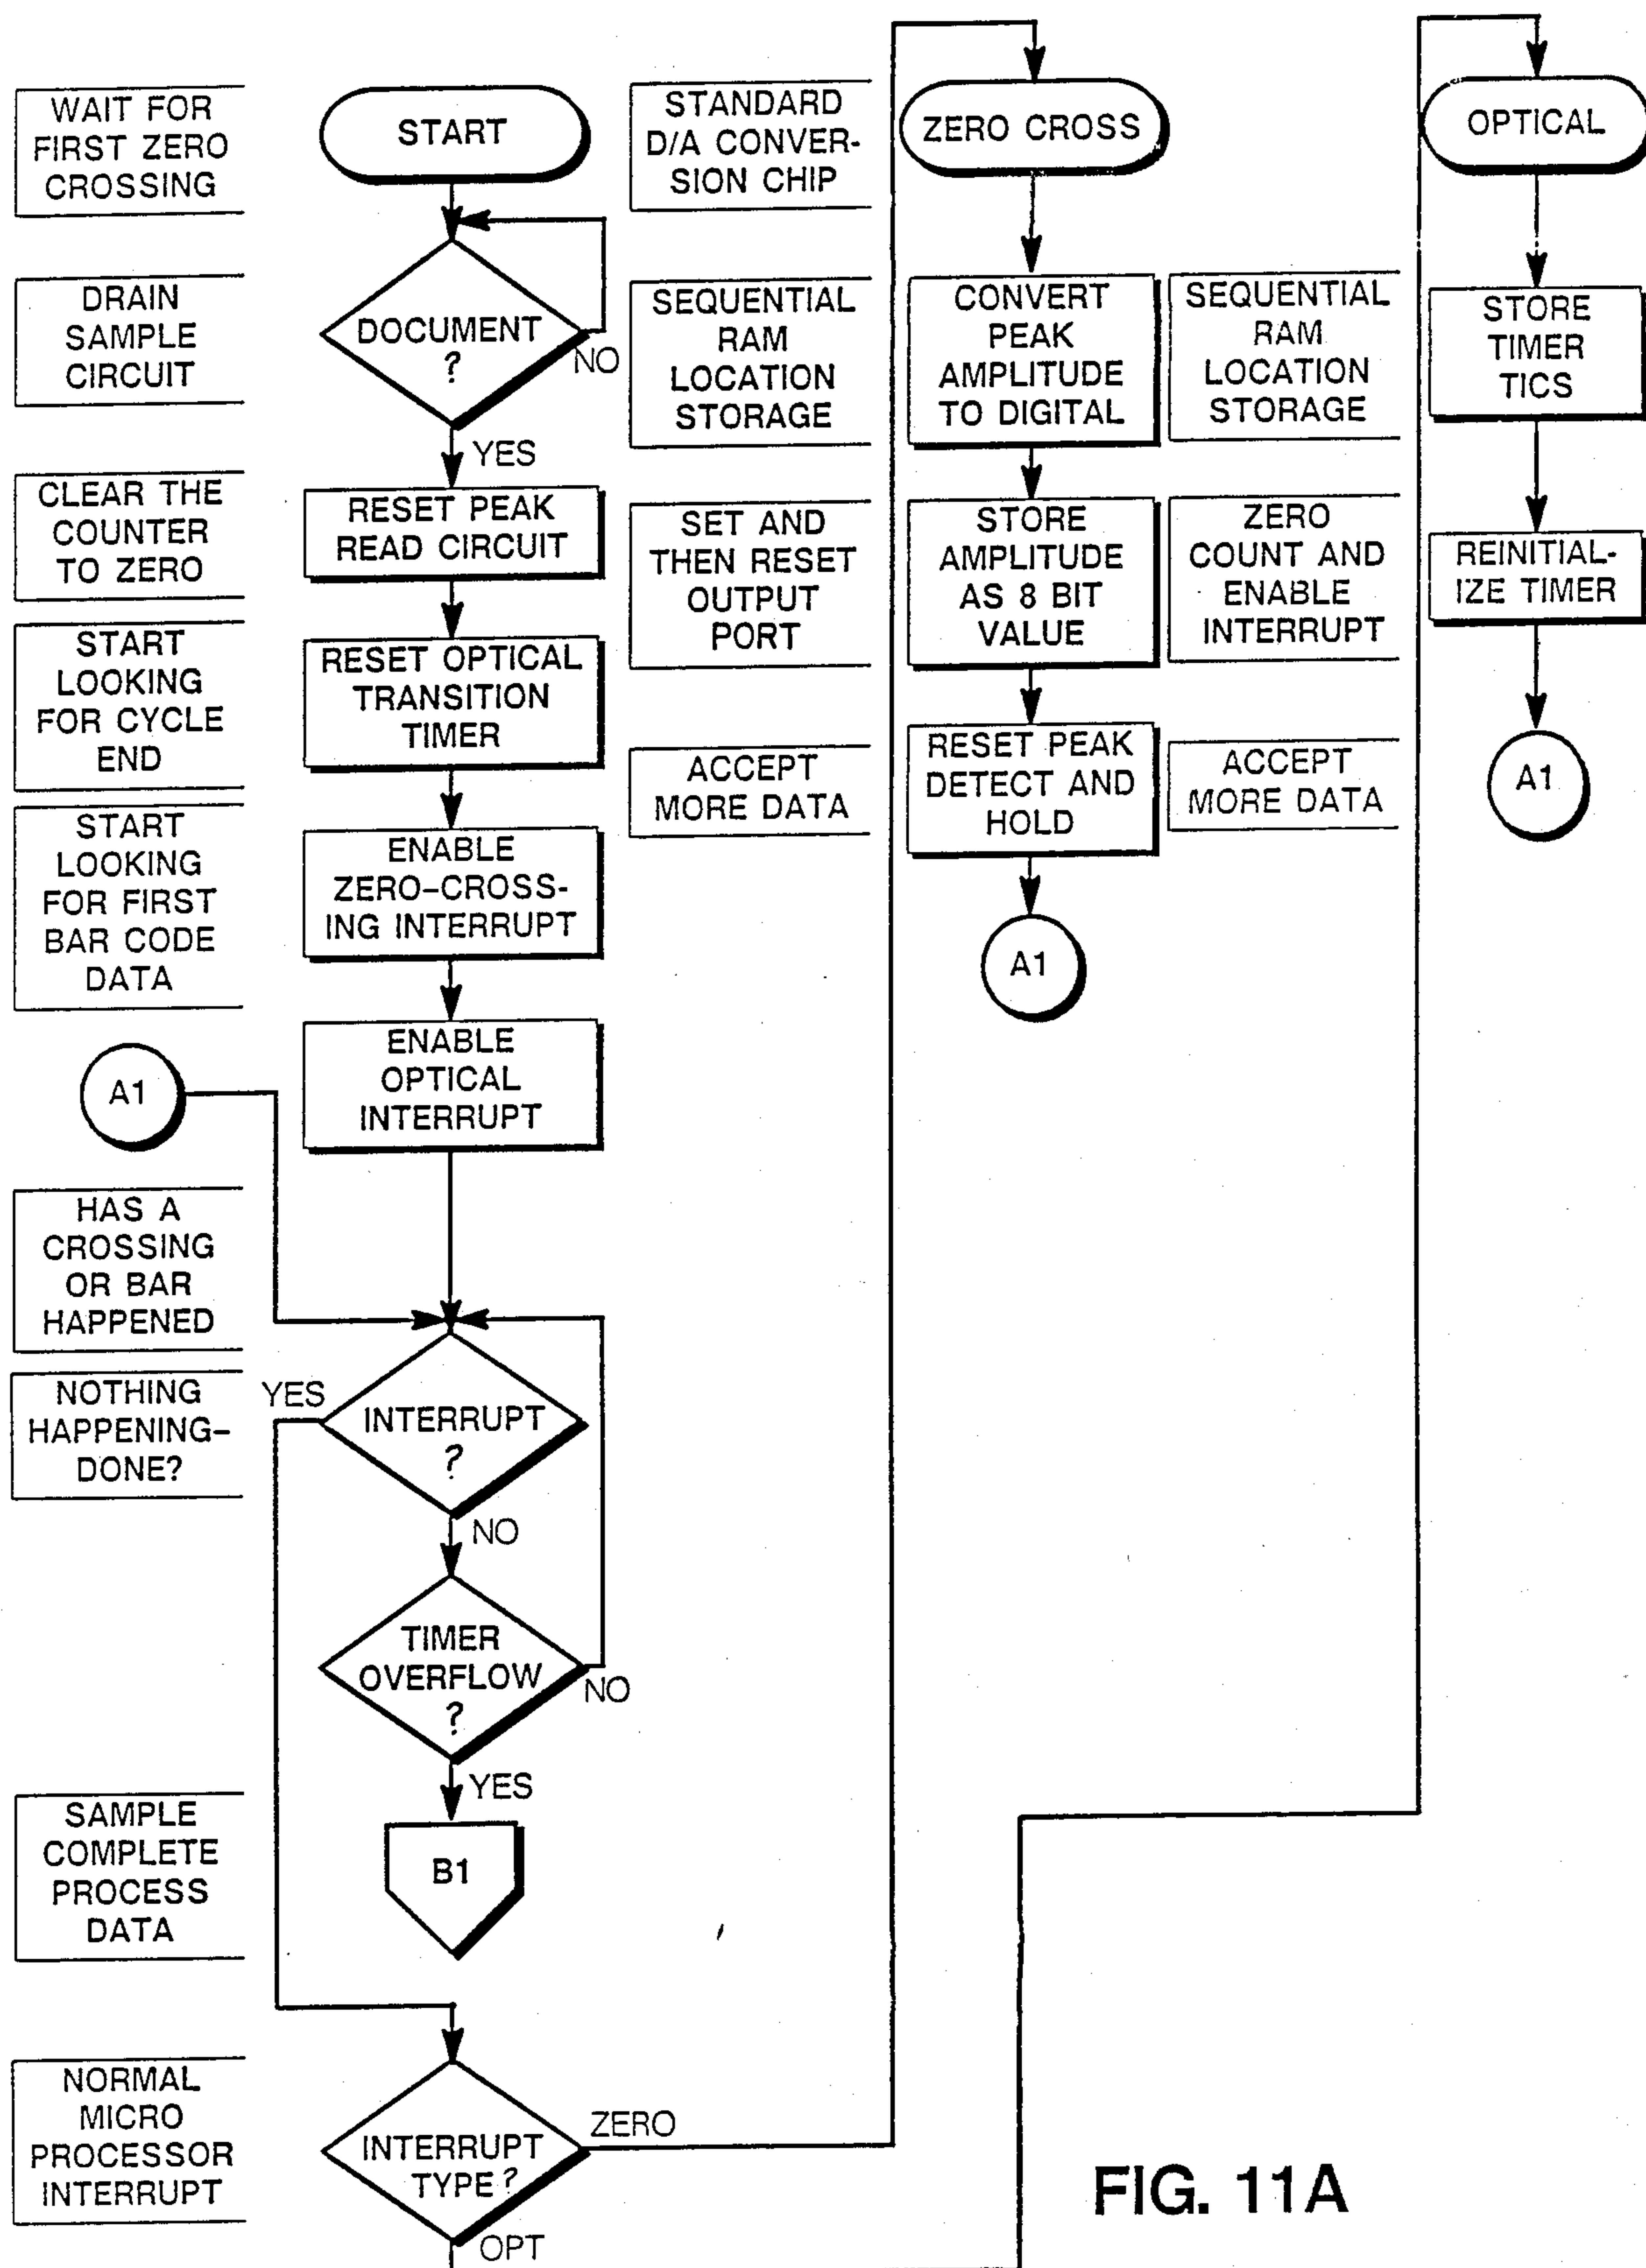 WAIT FOR
FIRST ZERO
CROSSING
DRAIN
SAMPLE
CIRCUIT
CLEAR THE
COUNTER
TO ZERO
START
LOOKING
FOR CYCLE
END
START
LOOKING
FOR FIRST
BAR CODE
DATA
A1
HAS A
CROSSING
OR BAR
HAPPENED
NOTHING
HAPPENING-
DONE?
SAMPLE
COMPLETE
PROCESS
DATA
NORMAL
MICRO
PROCESSOR
INTERRUPT
START
DOCUMENT
?
NO
YES
RESET PEAK
READ CIRCUIT
RESET OPTICAL
TRANSITION
TIMER
ENABLE
ZERO-CROSS-
ING INTERRUPT
ENABLE
OPTICAL
INTERRUPT
YES
INTERRUPT
?
NO
TIMER
OVERFLOW
?
NO
YES
B1
INTERRUPT
TYPE?
ZERO
OPT
STANDARD
D/A CONVER-
SION CHIP
SEQUENTIAL
RAM
LOCATION
STORAGE
SET AND
THEN RESET
OUTPUT
PORT
ACCEPT
MORE DATA
ZERO CROSS
CONVERT
PEAK
AMPLITUDE
TO DIGITAL
STORE
AMPLITUDE
AS 8 BIT
VALUE
RESET PEAK
DETECT AND
HOLD
A1
SEQUENTIAL
RAM
LOCATION
STORAGE
ZERO
COUNT AND
ENABLE
INTERRUPT
ACCEPT
MORE DATA
OPTICAL
STORE
TIMER
TICS
REINITIAL-
IZE TIMER
A1
FIG. 11A